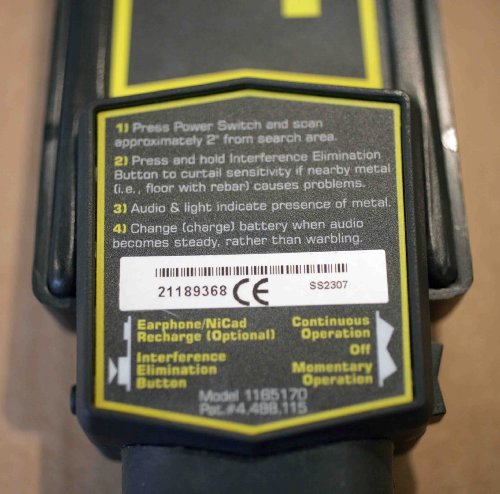 1) Press Power Switch and scan
approximately 2" from search area.
2) Press and hold Interference Elimination
Button to curtail sensitivity if nearby metal
(i.e., floor with rebar) causes problems.
3) Audio & light indicate presence of metal.
4) Change (charge) battery when audio
becomes steady, rather than warbling.
21189368 CE SS2307
Earphone/NiCad
Recharge (Optional)
Interference
Elimination
Button
Continuous
Operation
Off
Momentary
Operation
Model 1165170
Pat.#4,488,115